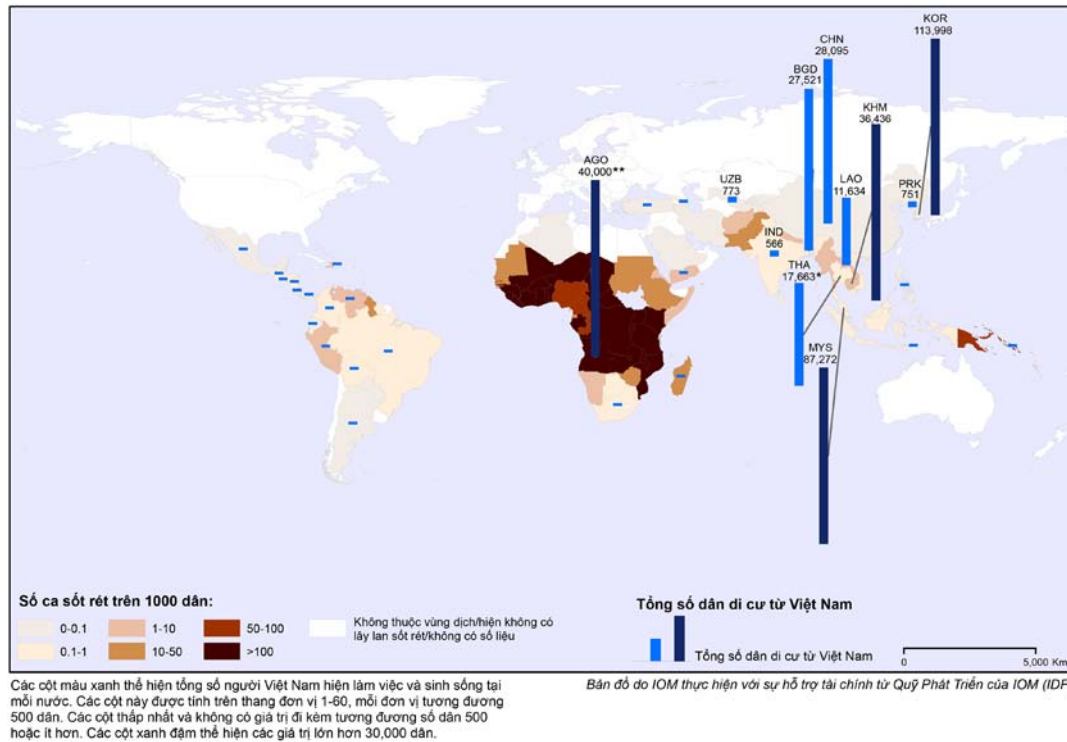 KOR
113,998
CHN
28,095
BGD
27,521
KHM
36,436
AGO
40,000**
UZB
773
LAO
11,634
PRK
751
IND
566
THA
17,663*
MYS
87,272
Số ca sốt rét trên 1000 dân:
0-0.1
1-10
50-100
Không thuộc vùng dịch/hiện không có
lây lan sốt rét/không có số liệu
0.1-1
10-50
>100
Tổng số dân di cư từ Việt Nam
Tổng số dân di cư từ Việt Nam
0
5,000 Km
Các cột màu xanh thể hiện tổng số người Việt Nam hiện làm việc và sinh sống tại
mỗi nước. Các cột này được tính trên thang đơn vị 1-60, mỗi đơn vị tương đương
500 dân. Các cột thấp nhất và không có giá trị đi kèm tương đương số dân 500
hoặc ít hơn. Các cột xanh đậm thể hiện các giá trị lớn hơn 30,000 dân.
Bản đồ do IOM thực hiện với sự hỗ trợ tài chính từ Quỹ Phát Triển của IOM (IDF